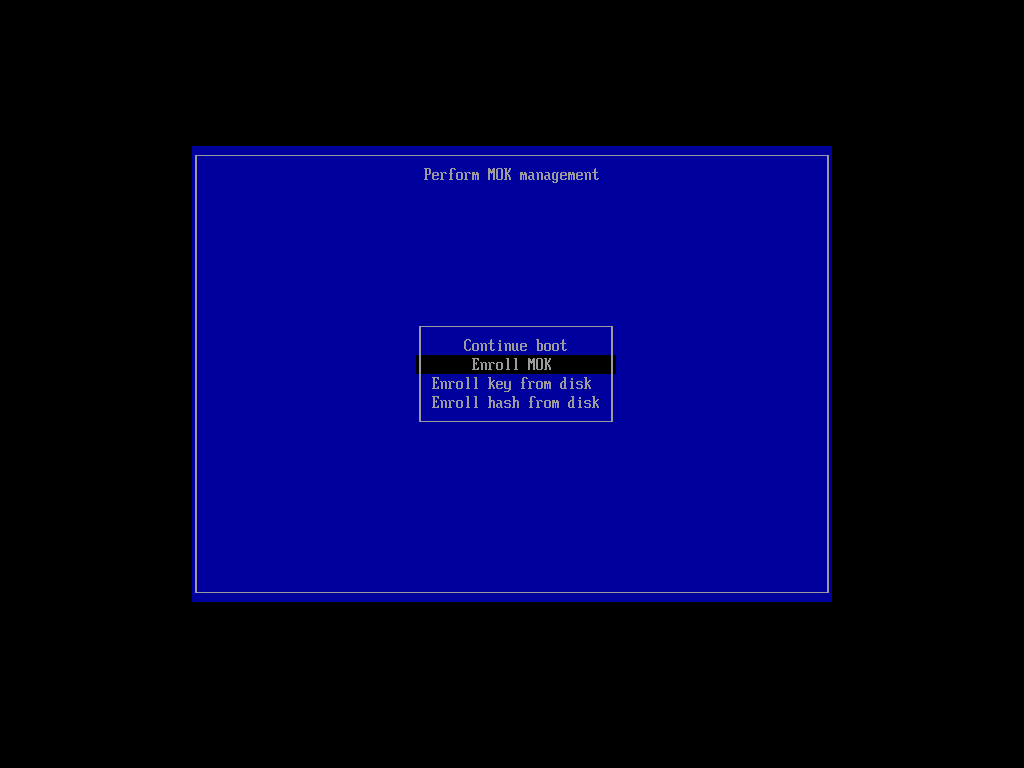 Perform MOK management
Continue boot
Enroll MOK
Enroll key from disk
Enroll hash from disk